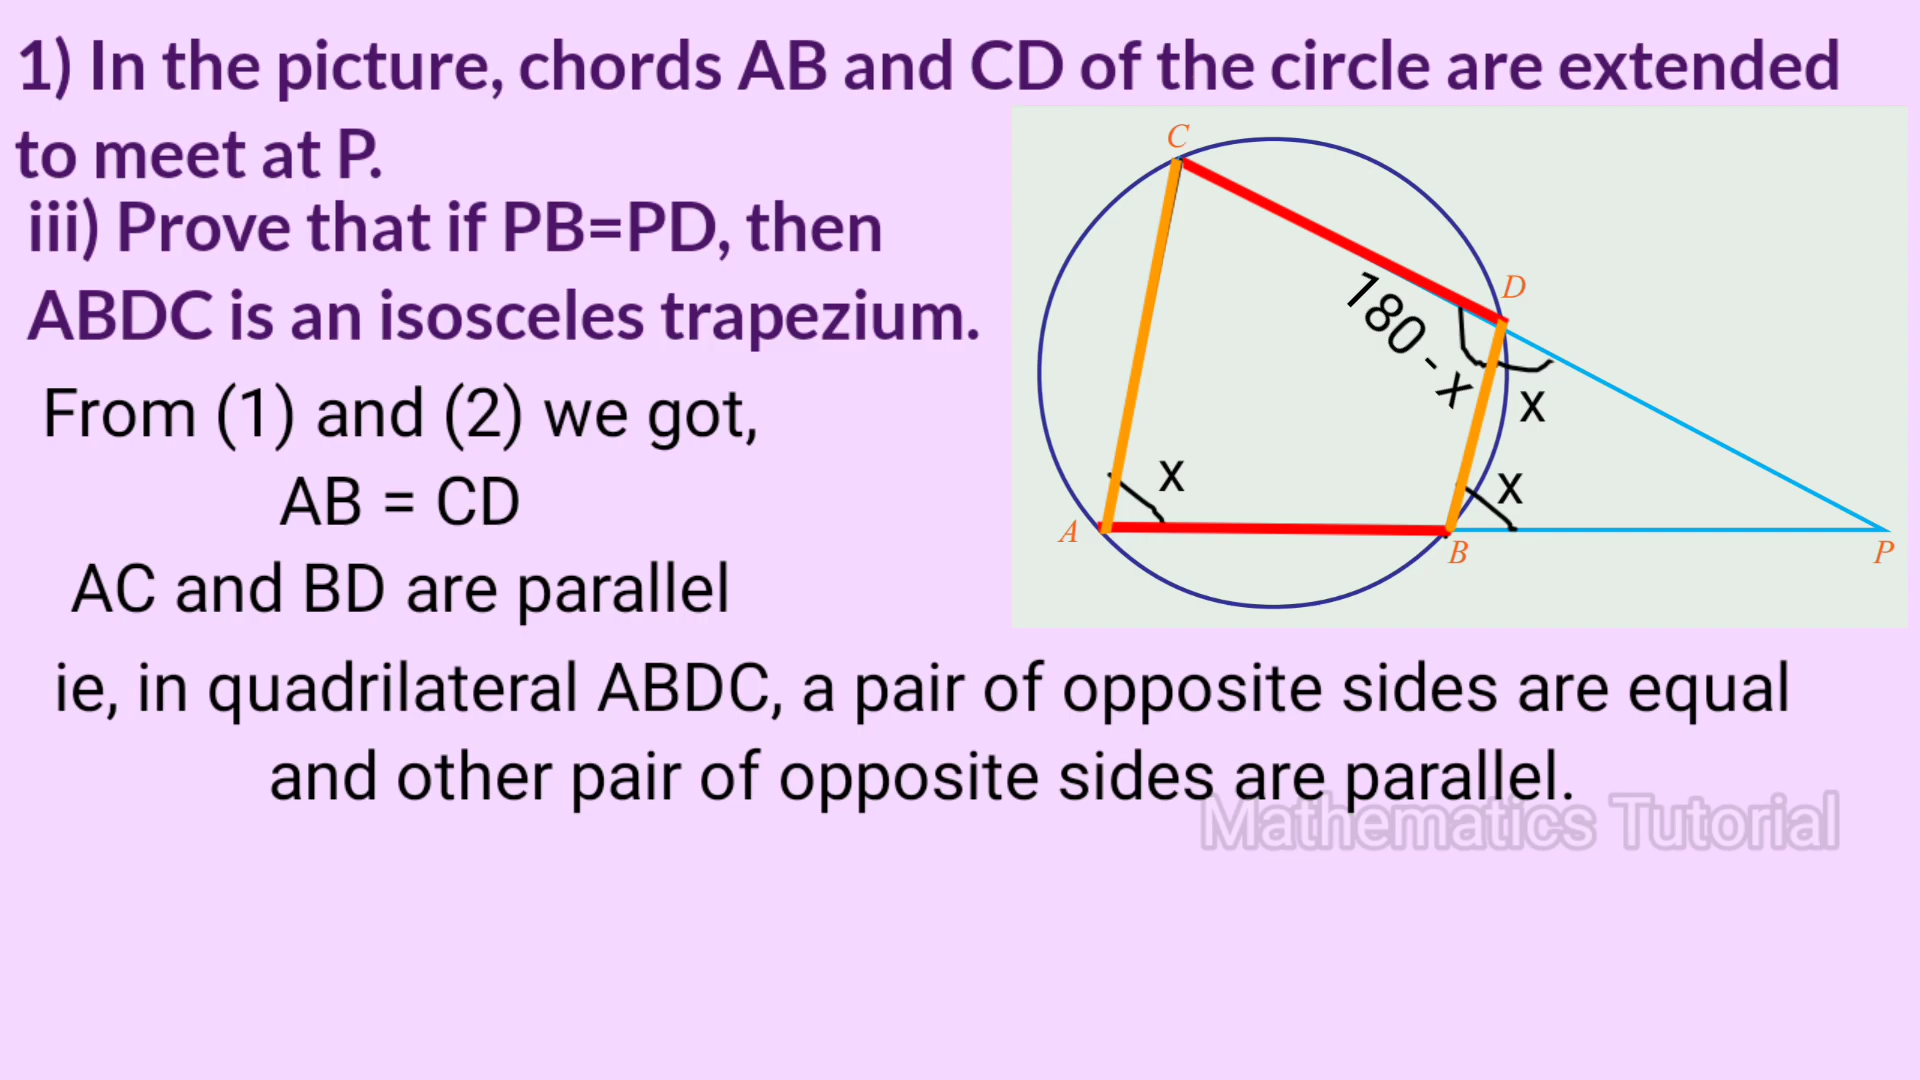 1) In the picture, chords AB and CD of the circle are extended
to meet at P.
iii) Prove that if PB=PD, then
ABDC is an isosceles trapezium.
From (1) and (2) we got,
AB = CD
AC and BD are parallel
ie, in quadrilateral ABDC, a pair of opposite sides are equal
and other pair of opposite sides are parallel.
C
D
180 - x
x
x
x
A
B
P
Mathematics Tutorial